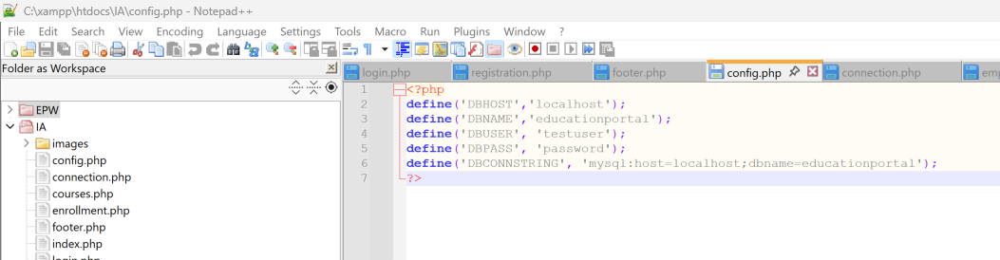 C:\xampp\htdocs\IA\config.php - Notepad++
File Edit Search View Encoding Language Settings Tools Macro Run Plugins Window ?
Folder as Workspace
EPW
IA
images
config.php
connection.php
courses.php
enrollment.php
footer.php
index.php
login.php
login.php registration.php footer.php config.php connection.php emp
1 <?php
2 define('DBHOST','localhost');
3 define('DBNAME','educationportal');
4 define('DBUSER', 'testuser');
5 define('DBPASS', 'password');
6 define('DBCONNSTRING', 'mysql:host=localhost;dbname=educationportal');
7 ?>